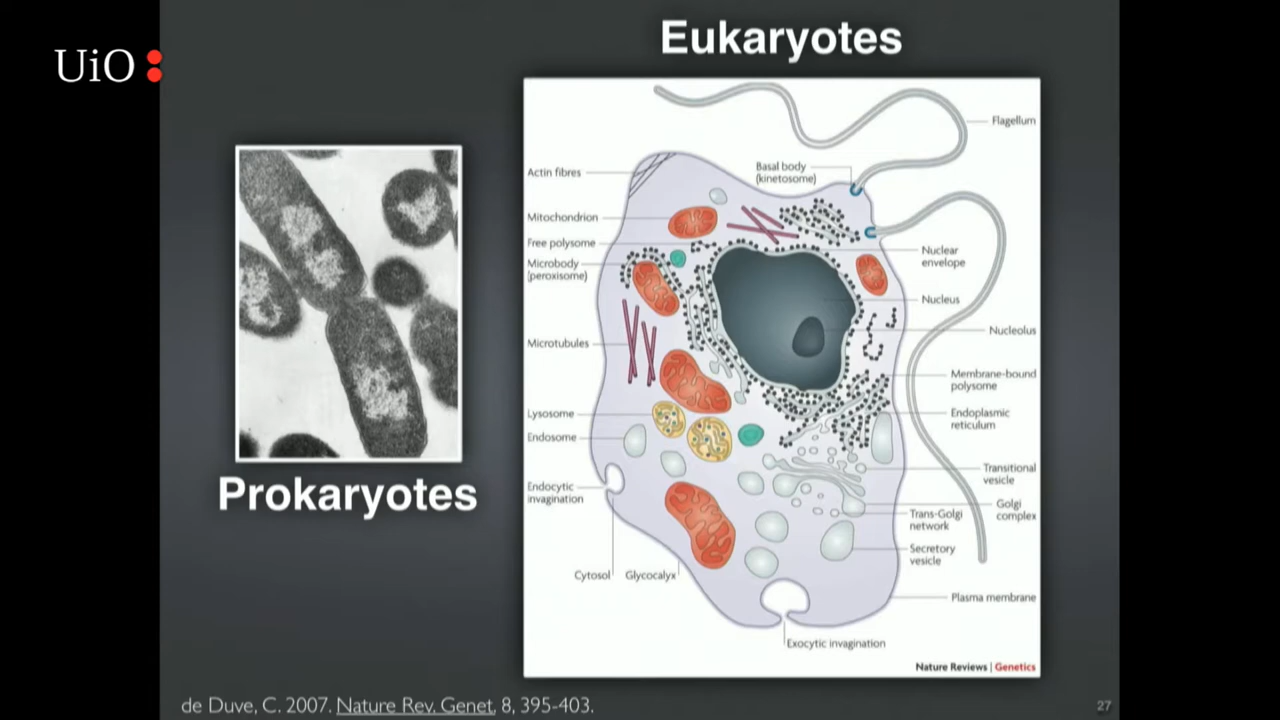 UiO:
Eukaryotes
Flagellum
Actin fibres
Basal body
(kinetosome)
Mitochondrion
Free polysome
Microbody
(peroxisome)
Nuclear
envelope
Nucleus
Nucleolus
Microtubules
Membrane-bound
polysome
Lysosome
Endosome
Endoplasmic
reticulum
Endocytic
invagination
Transitional
vesicle
Golgi
complex
Trans-Golgi
network
Secretory
vesicle
Cytosol
Glycocalyx
Plasma membrane
Exocytic invagination
Nature Reviews | Genetics
Prokaryotes
de Duve, C. 2007. Nature Rev. Genet. 8, 395-403.
27